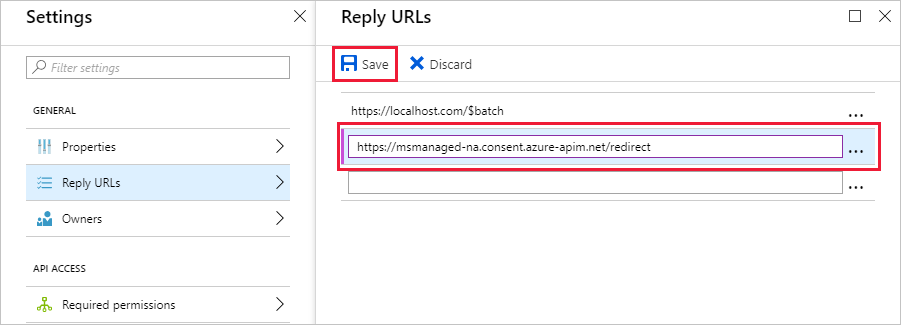 Settings
Filter settings
GENERAL
Properties
Reply URLs
Owners
API ACCESS
Required permissions
Reply URLs
Save
Discard
https://localhost.com/$batch
https://msmanaged-na.consent.azure-apim.net/redirect